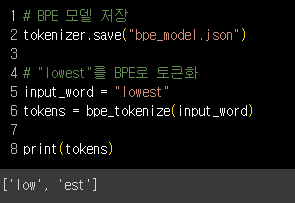 1 # BPE 모델 저장
2 tokenizer.save("bpe_model.json")
3
4 # "lowest"를 BPE로 토큰화
5 input_word = "lowest"
6 tokens = bpe_tokenize(input_word)
7
8 print(tokens)
['low', 'est']